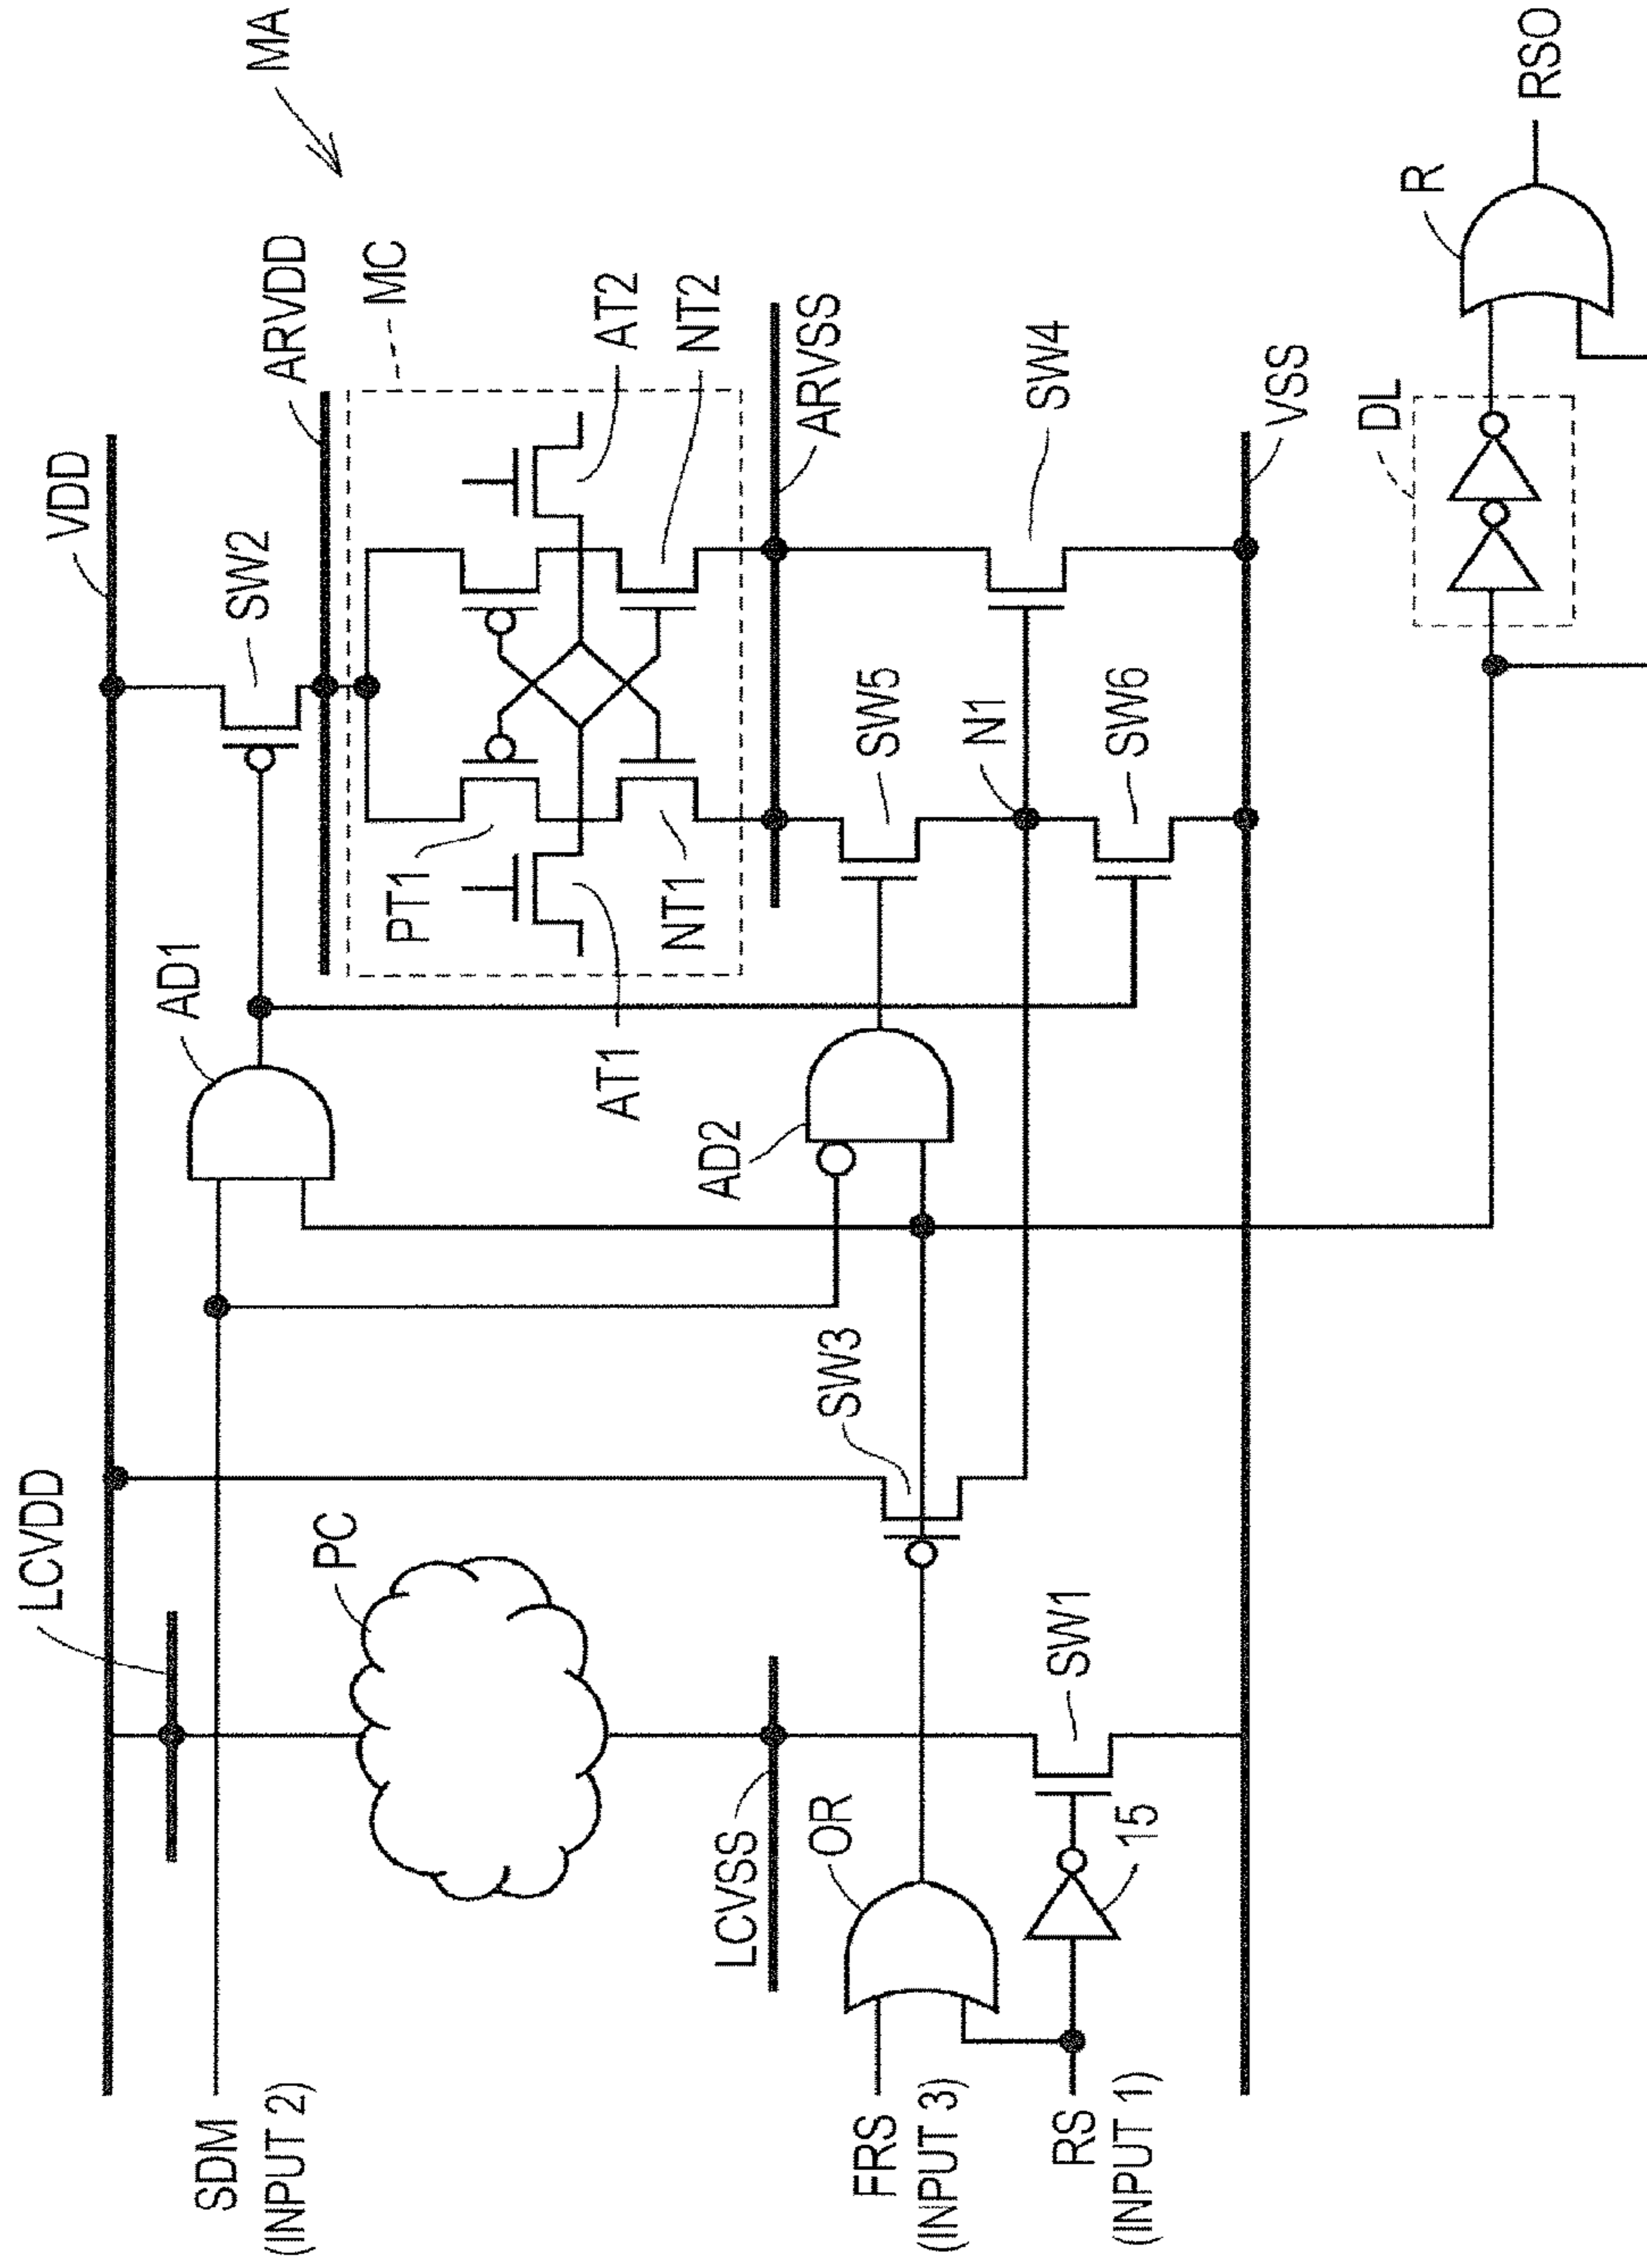 MA
VDD
SW2
ARVDD
MC
AT2
NT2
ARVSS
SW4
VSS
R
RSO
DL
AD1
PT1
NT1
AT1
SW5
N1
SW6
AD2
SW3
LCVDD
PC
LCVSS
OR
SW1
15
SDM
(INPUT 2)
FRS
(INPUT 3)
RS
(INPUT 1)